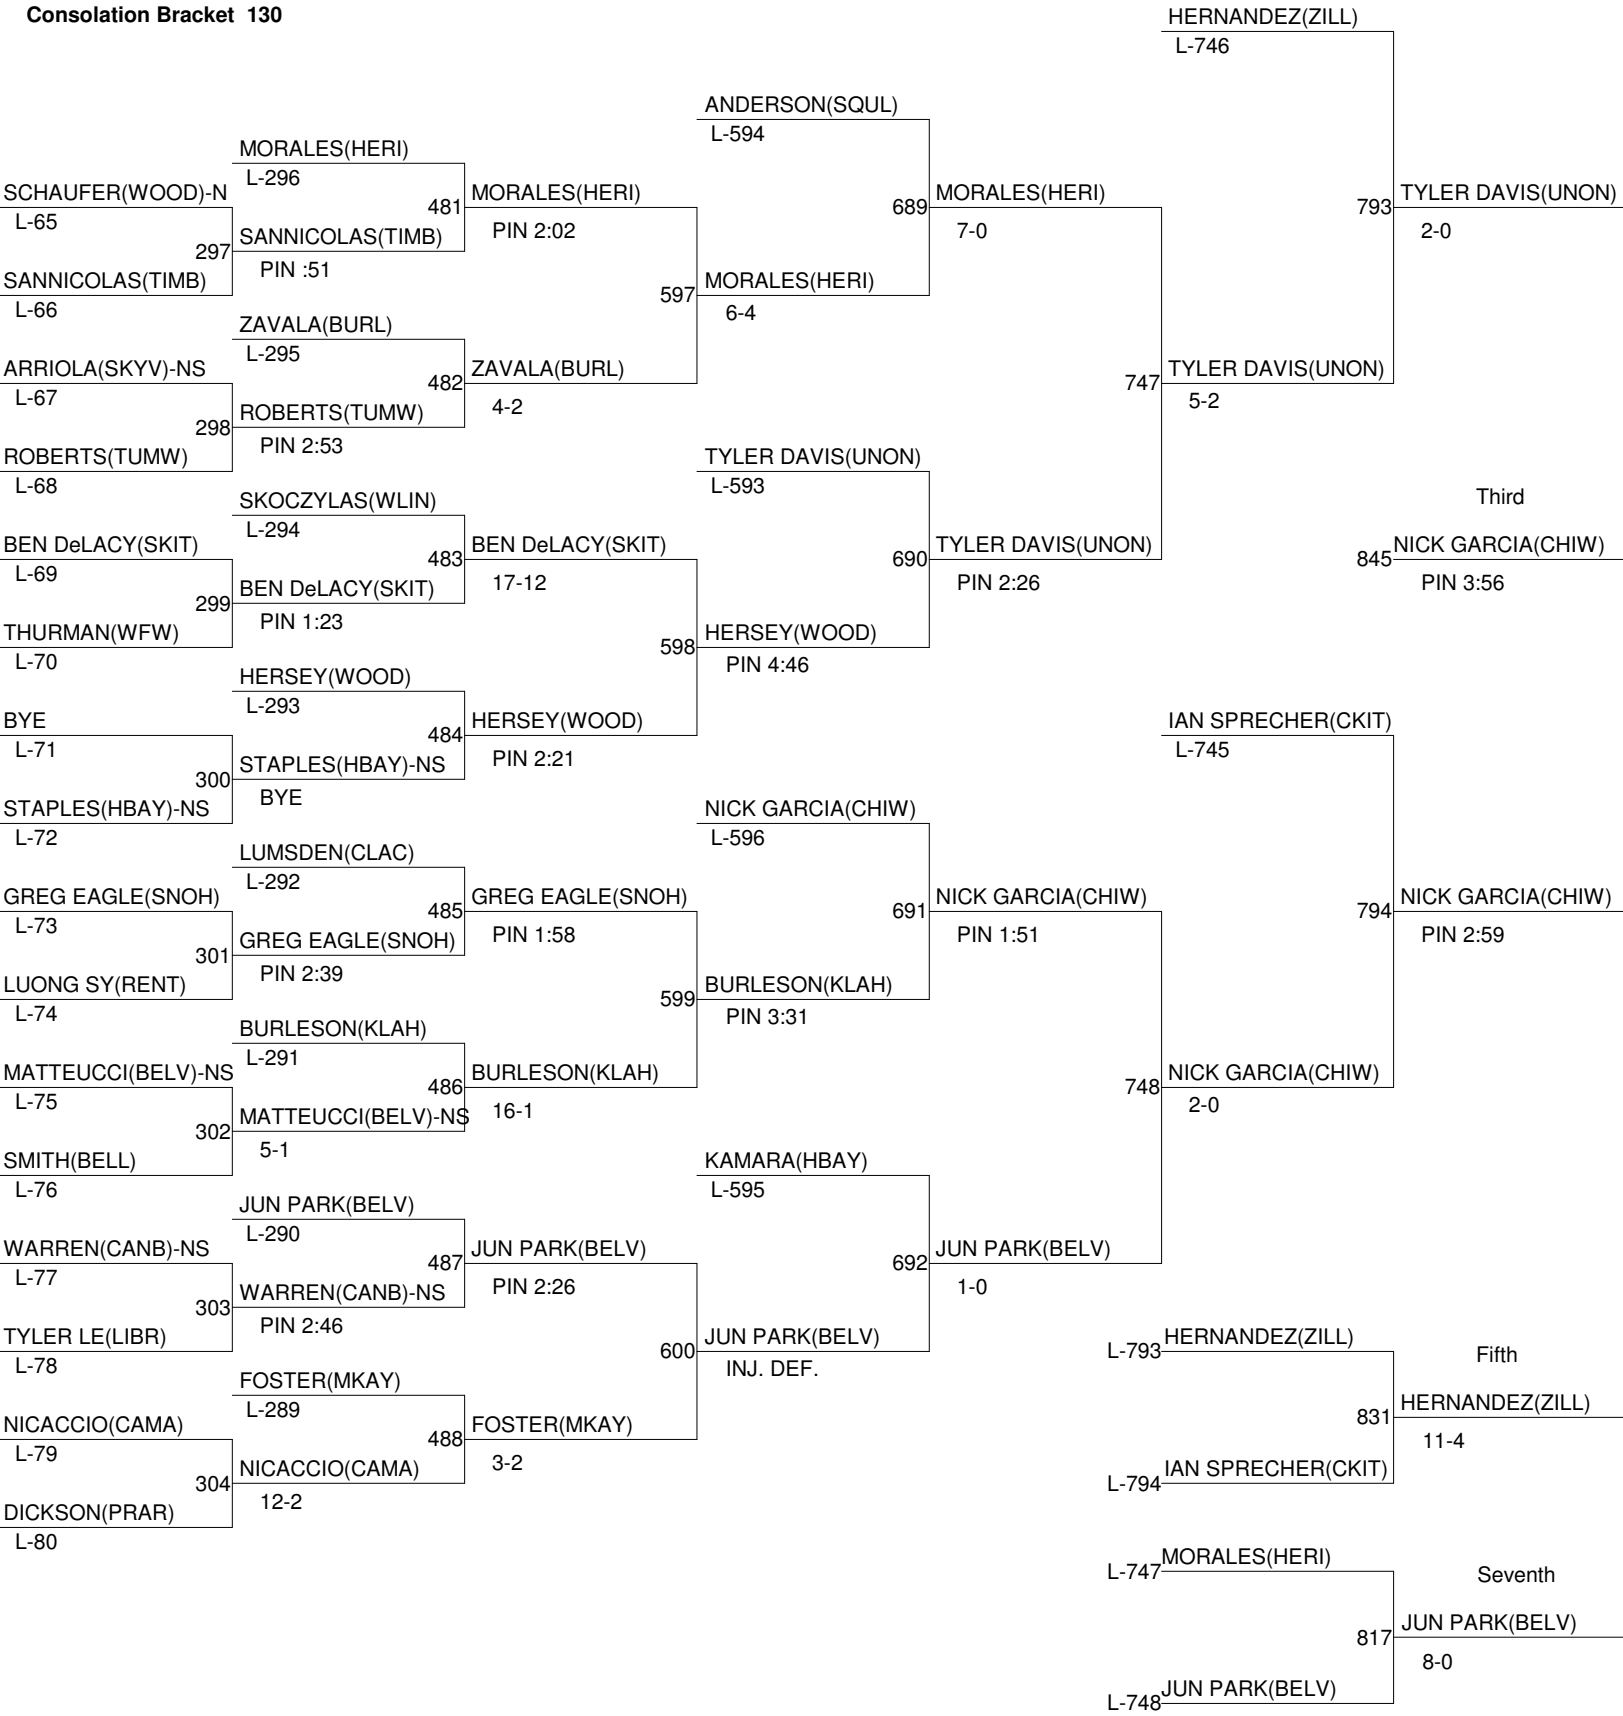 Consolation Bracket 130
SCHAUFER(WOOD)-N
L-65
297
SANNICOLAS(TIMB)
L-66
ARRIOLA(SKYV)-NS
L-67
298
ROBERTS(TUMW)
L-68
BEN DeLACY(SKIT)
L-69
299
THURMAN(WFW)
L-70
BYE
L-71
300
STAPLES(HBAY)-NS
L-72
GREG EAGLE(SNOH)
L-73
301
LUONG SY(RENT)
L-74
MATTEUCCI(BELV)-NS
L-75
302
SMITH(BELL)
L-76
WARREN(CANB)-NS
L-77
303
TYLER LE(LIBR)
L-78
NICACCIO(CAMA)
L-79
304
DICKSON(PRAR)
L-80
MORALES(HERI)
L-296
481
SANNICOLAS(TIMB)
PIN :51
ZAVALA(BURL)
L-295
482
ROBERTS(TUMW)
PIN 2:53
SKOCZYLAS(WLIN)
L-294
483
BEN DeLACY(SKIT)
PIN 1:23
HERSEY(WOOD)
L-293
484
STAPLES(HBAY)-NS
BYE
LUMSDEN(CLAC)
L-292
485
GREG EAGLE(SNOH)
PIN 2:39
BURLESON(KLAH)
L-291
486
MATTEUCCI(BELV)-NS
5-1
JUN PARK(BELV)
L-290
487
WARREN(CANB)-NS
PIN 2:46
FOSTER(MKAY)
L-289
488
NICACCIO(CAMA)
12-2
MORALES(HERI)
PIN 2:02
597
ZAVALA(BURL)
4-2
BEN DeLACY(SKIT)
17-12
598
HERSEY(WOOD)
PIN 2:21
GREG EAGLE(SNOH)
PIN 1:58
599
BURLESON(KLAH)
16-1
JUN PARK(BELV)
PIN 2:26
600
FOSTER(MKAY)
3-2
ANDERSON(SQUL)
L-594
689
MORALES(HERI)
6-4
TYLER DAVIS(UNON)
L-593
690
HERSEY(WOOD)
PIN 4:46
NICK GARCIA(CHIW)
L-596
691
BURLESON(KLAH)
PIN 3:31
KAMARA(HBAY)
L-595
692
JUN PARK(BELV)
INJ. DEF.
MORALES(HERI)
7-0
747
TYLER DAVIS(UNON)
PIN 2:26
NICK GARCIA(CHIW)
PIN 1:51
748
JUN PARK(BELV)
1-0
HERNANDEZ(ZILL)
L-746
793
TYLER DAVIS(UNON)
5-2
IAN SPRECHER(CKIT)
L-745
794
NICK GARCIA(CHIW)
2-0
TYLER DAVIS(UNON)
2-0
Third
845
NICK GARCIA(CHIW)
PIN 3:56
NICK GARCIA(CHIW)
PIN 2:59
L-793
HERNANDEZ(ZILL)
Fifth
831
HERNANDEZ(ZILL)
11-4
L-794
IAN SPRECHER(CKIT)
L-747
MORALES(HERI)
Seventh
817
JUN PARK(BELV)
8-0
L-748
JUN PARK(BELV)